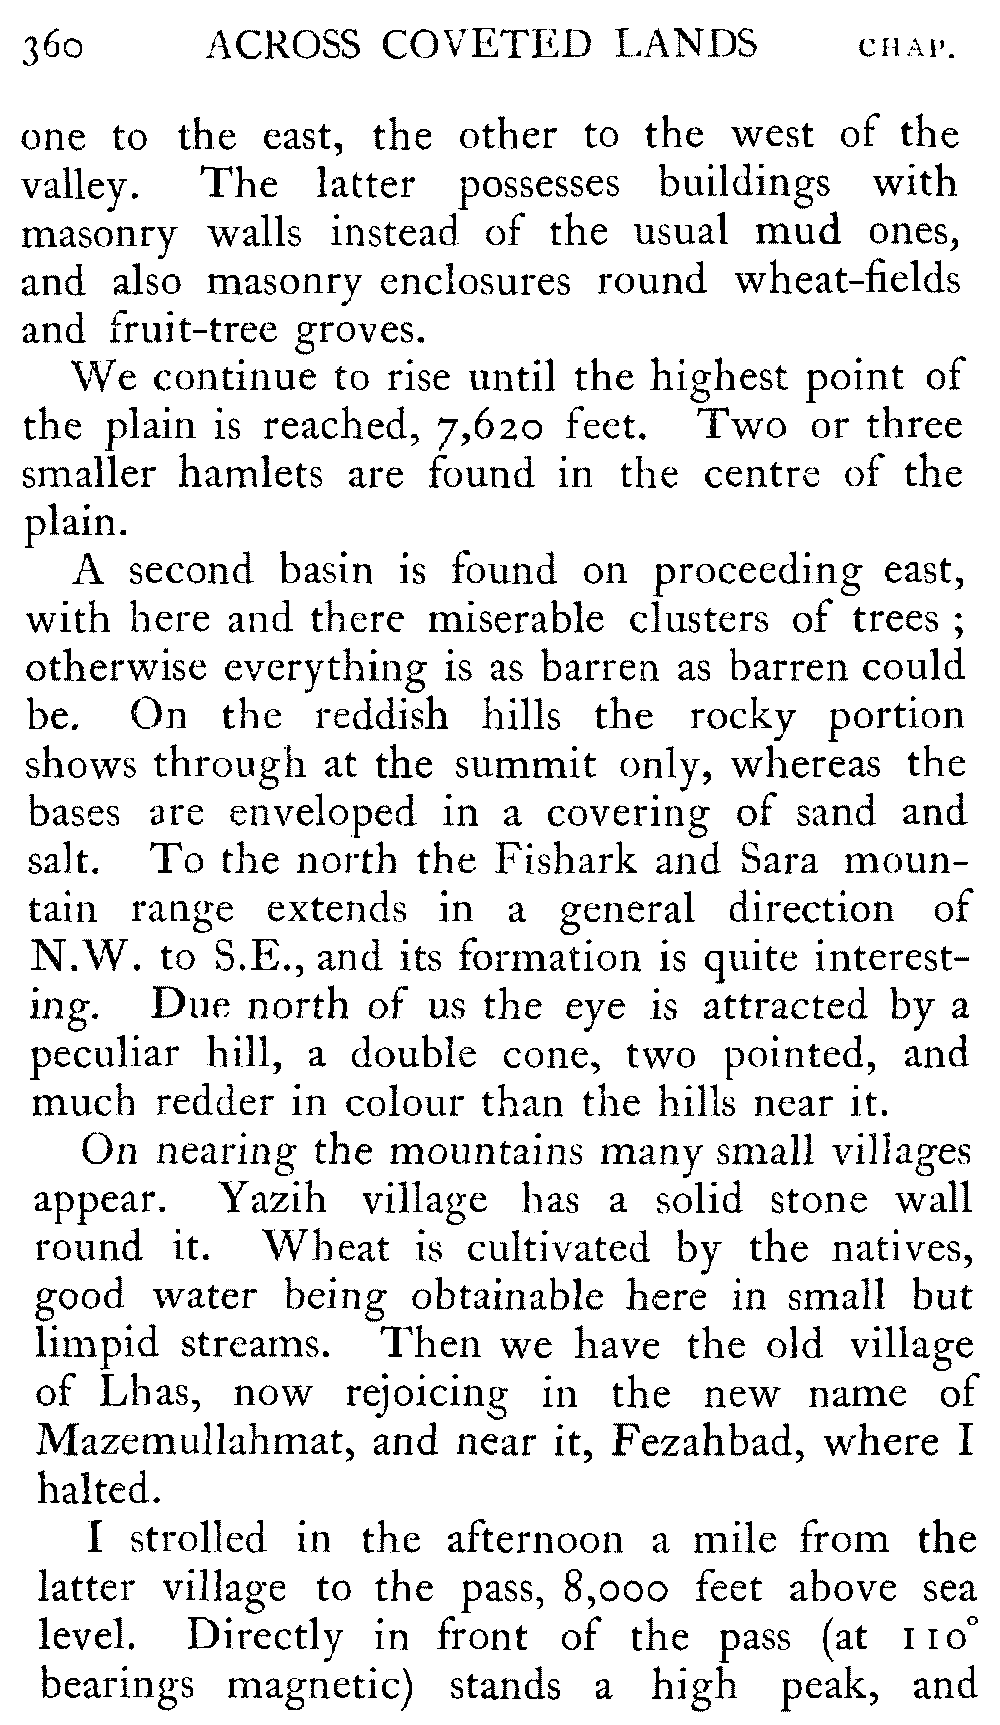 360 ACROSS COVETED LANDS CHAP.
one to the east, the other to the west of the
valley. The latter possesses buildings with
masonry walls instead of the usual mud ones,
and also masonry enclosures round wheat-fields
and fruit-tree groves.
We continue to rise until the highest point of
the plain is reached, 7,620 feet. Two or three
smaller hamlets are found in the centre of the
plain.
A second basin is found on proceeding east,
with here and there miserable clusters of trees ;
otherwise everything is as barren as barren could
be. On the reddish hills the rocky portion
shows through at the summit only, whereas the
bases are enveloped in a covering of sand and
salt. To the north the Fishark and Sara moun-
tain range extends in a general direction of
N.W. to S.E., and its formation is quite interest-
ing. Due north of us the eye is attracted by a
peculiar hill, a double cone, two pointed, and
much redder in colour than the hills near it.
On nearing the mountains many small villages
appear. Yazih village has a solid stone wall
round it. Wheat is cultivated by the natives,
good water being obtainable here in small but
limpid streams. Then we have the old village
of Lhas, now rejoicing in the new name of
Mazemullahmat, and near it, Fezahbad, where I
halted.
I strolled in the afternoon a mile from the
latter village to the pass, 8,000 feet above sea
level. Directly in front of the pass (at 110°
bearings magnetic) stands a high peak, and